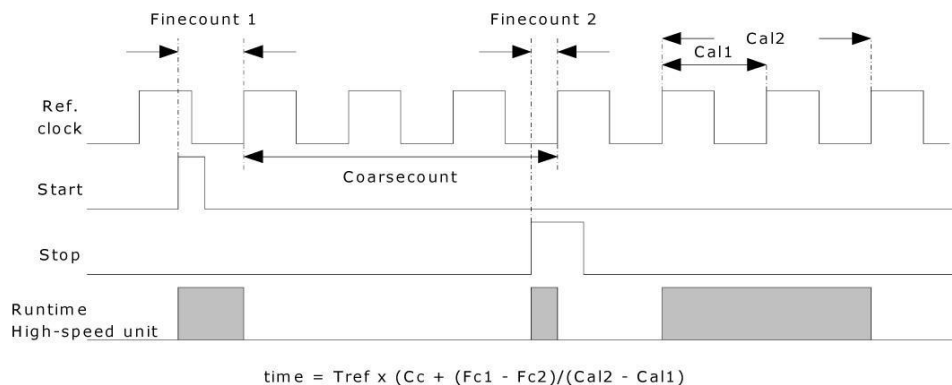 Finecount 1
Finecount 2
Cal2
Cal1
Ref.
clock
Coarsecount
Start
Stop
Runtime
High-speed unit
time = Tref x (Cc + (Fc1 - Fc2)/(Cal2 - Cal1)